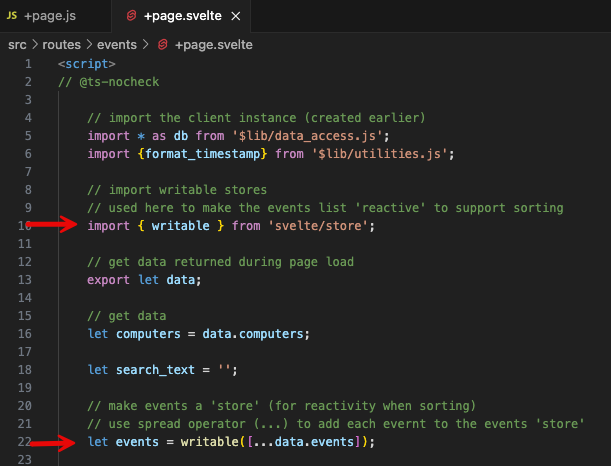 JS +page.js +page.svelte ×
src > routes > events > +page.svelte
1 <script>
2 // @ts-nocheck
3
4 // import the client instance (created earlier)
5 import * as db from '$lib/data_access.js';
6 import {format_timestamp} from '$lib/utilities.js';
7
8 // import writable stores
9 // used here to make the events list 'reactive' to support sorting
10 import { writable } from 'svelte/store';
11
12 // get data returned during page load
13 export let data;
14
15 // get data
16 let computers = data.computers;
17
18 let search_text = '';
19
20 // make events a 'store' (for reactivity when sorting)
21 // use spread operator (...) to add each evernt to the events 'store'
22 let events = writable([...data.events]);
23